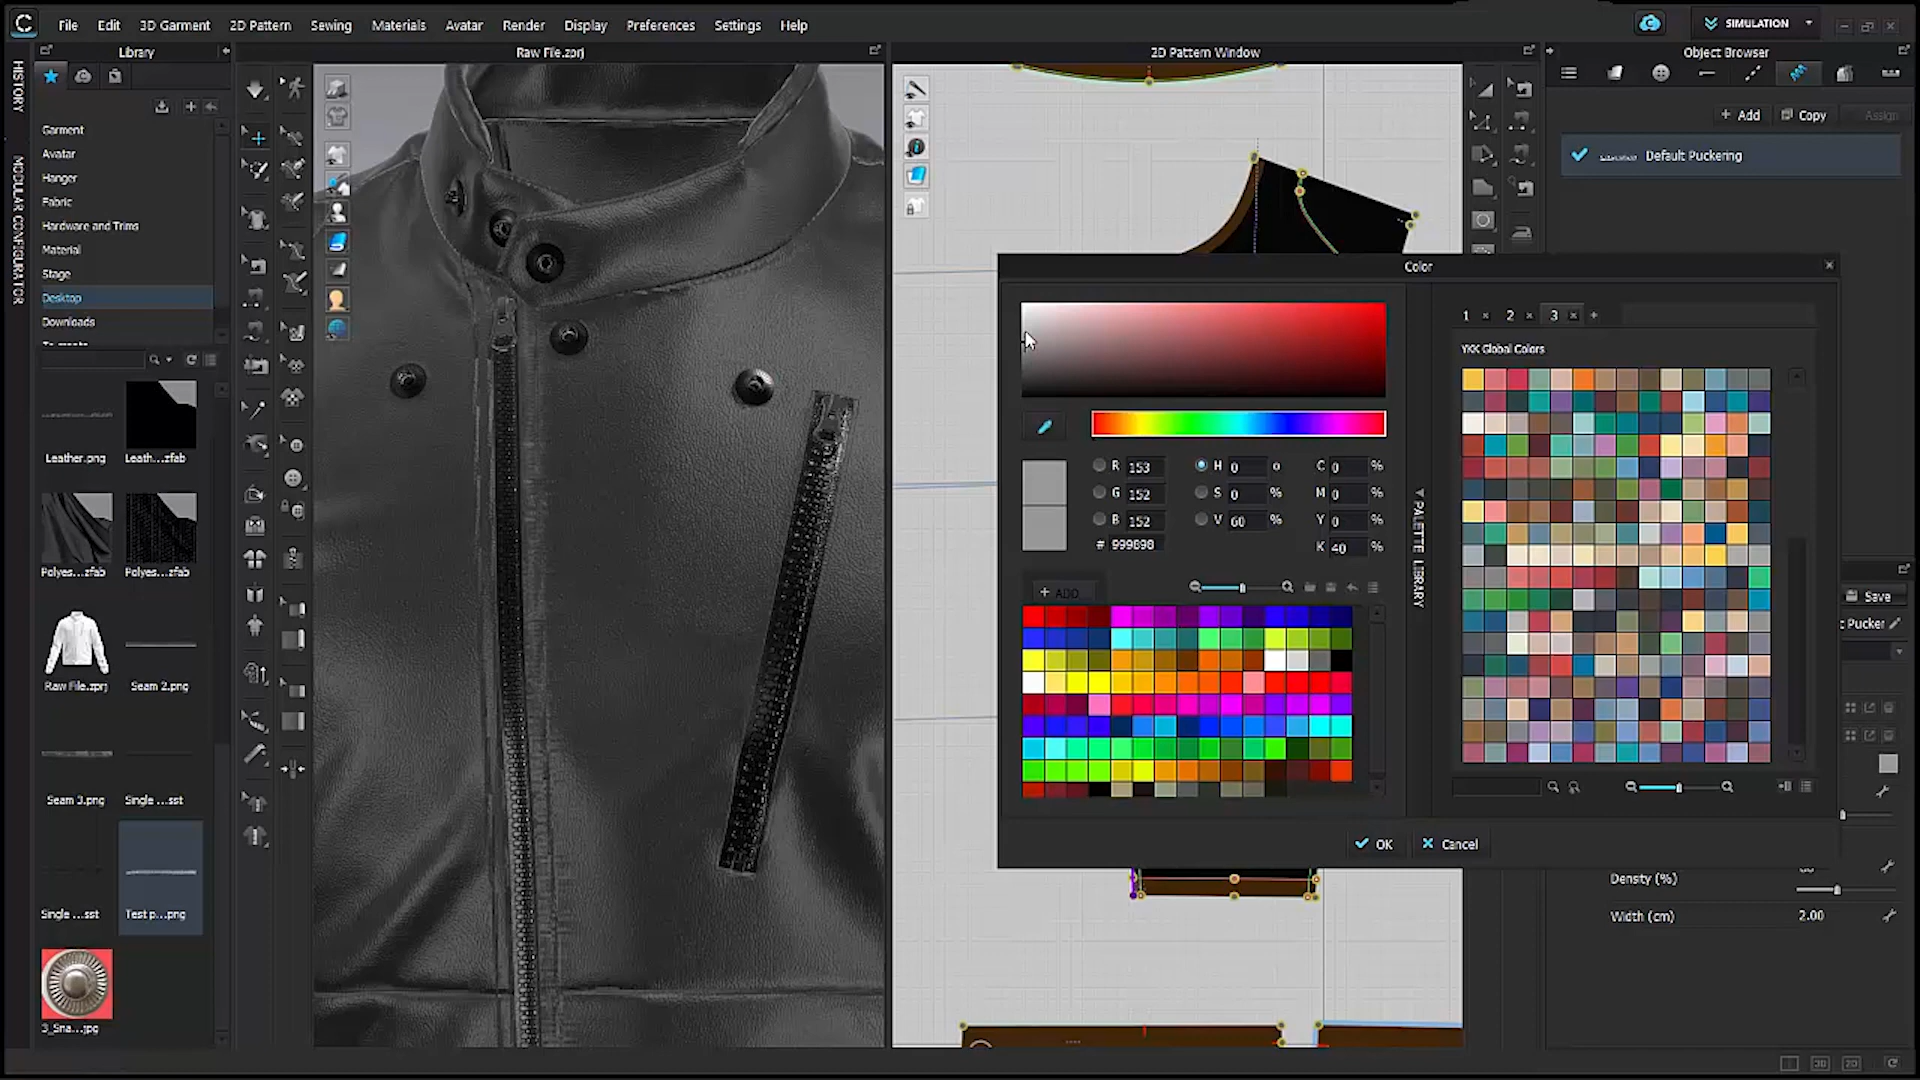 File Edit 3D Garment 2D Pattern Sewing Materials Avatar Render Display Preferences Settings Help
SIMULATION
Library
Raw File.zprj
2D Pattern Window
Object Browser
HISTORY
MODULAR CONFIGURATOR
Garment
Avatar
Hanger
Fabric
Hardware and Trims
Material
Stage
Desktop
Downloads
Leather.png
Leath...zfab
Polyes...zfab
Polyes...zfab
Raw File.zprj
Seam 2.png
Seam 3.png
Single ...sst
Single ...sst
Test p...png
3_Sna...jpg
+ Add
Copy
Assign
Default Puckering
Color
R 153
G 152
B 152
# 999898
H 0 o
S 0 %
V 60 %
C 0 %
M 0 %
Y 0 %
K 40 %
+ ADD
PALETTE LIBRARY
1 2 3 +
YKK Global Colors
OK
Cancel
Save
Pucker
Density (%)
Width (cm) 2.00
3D
2D